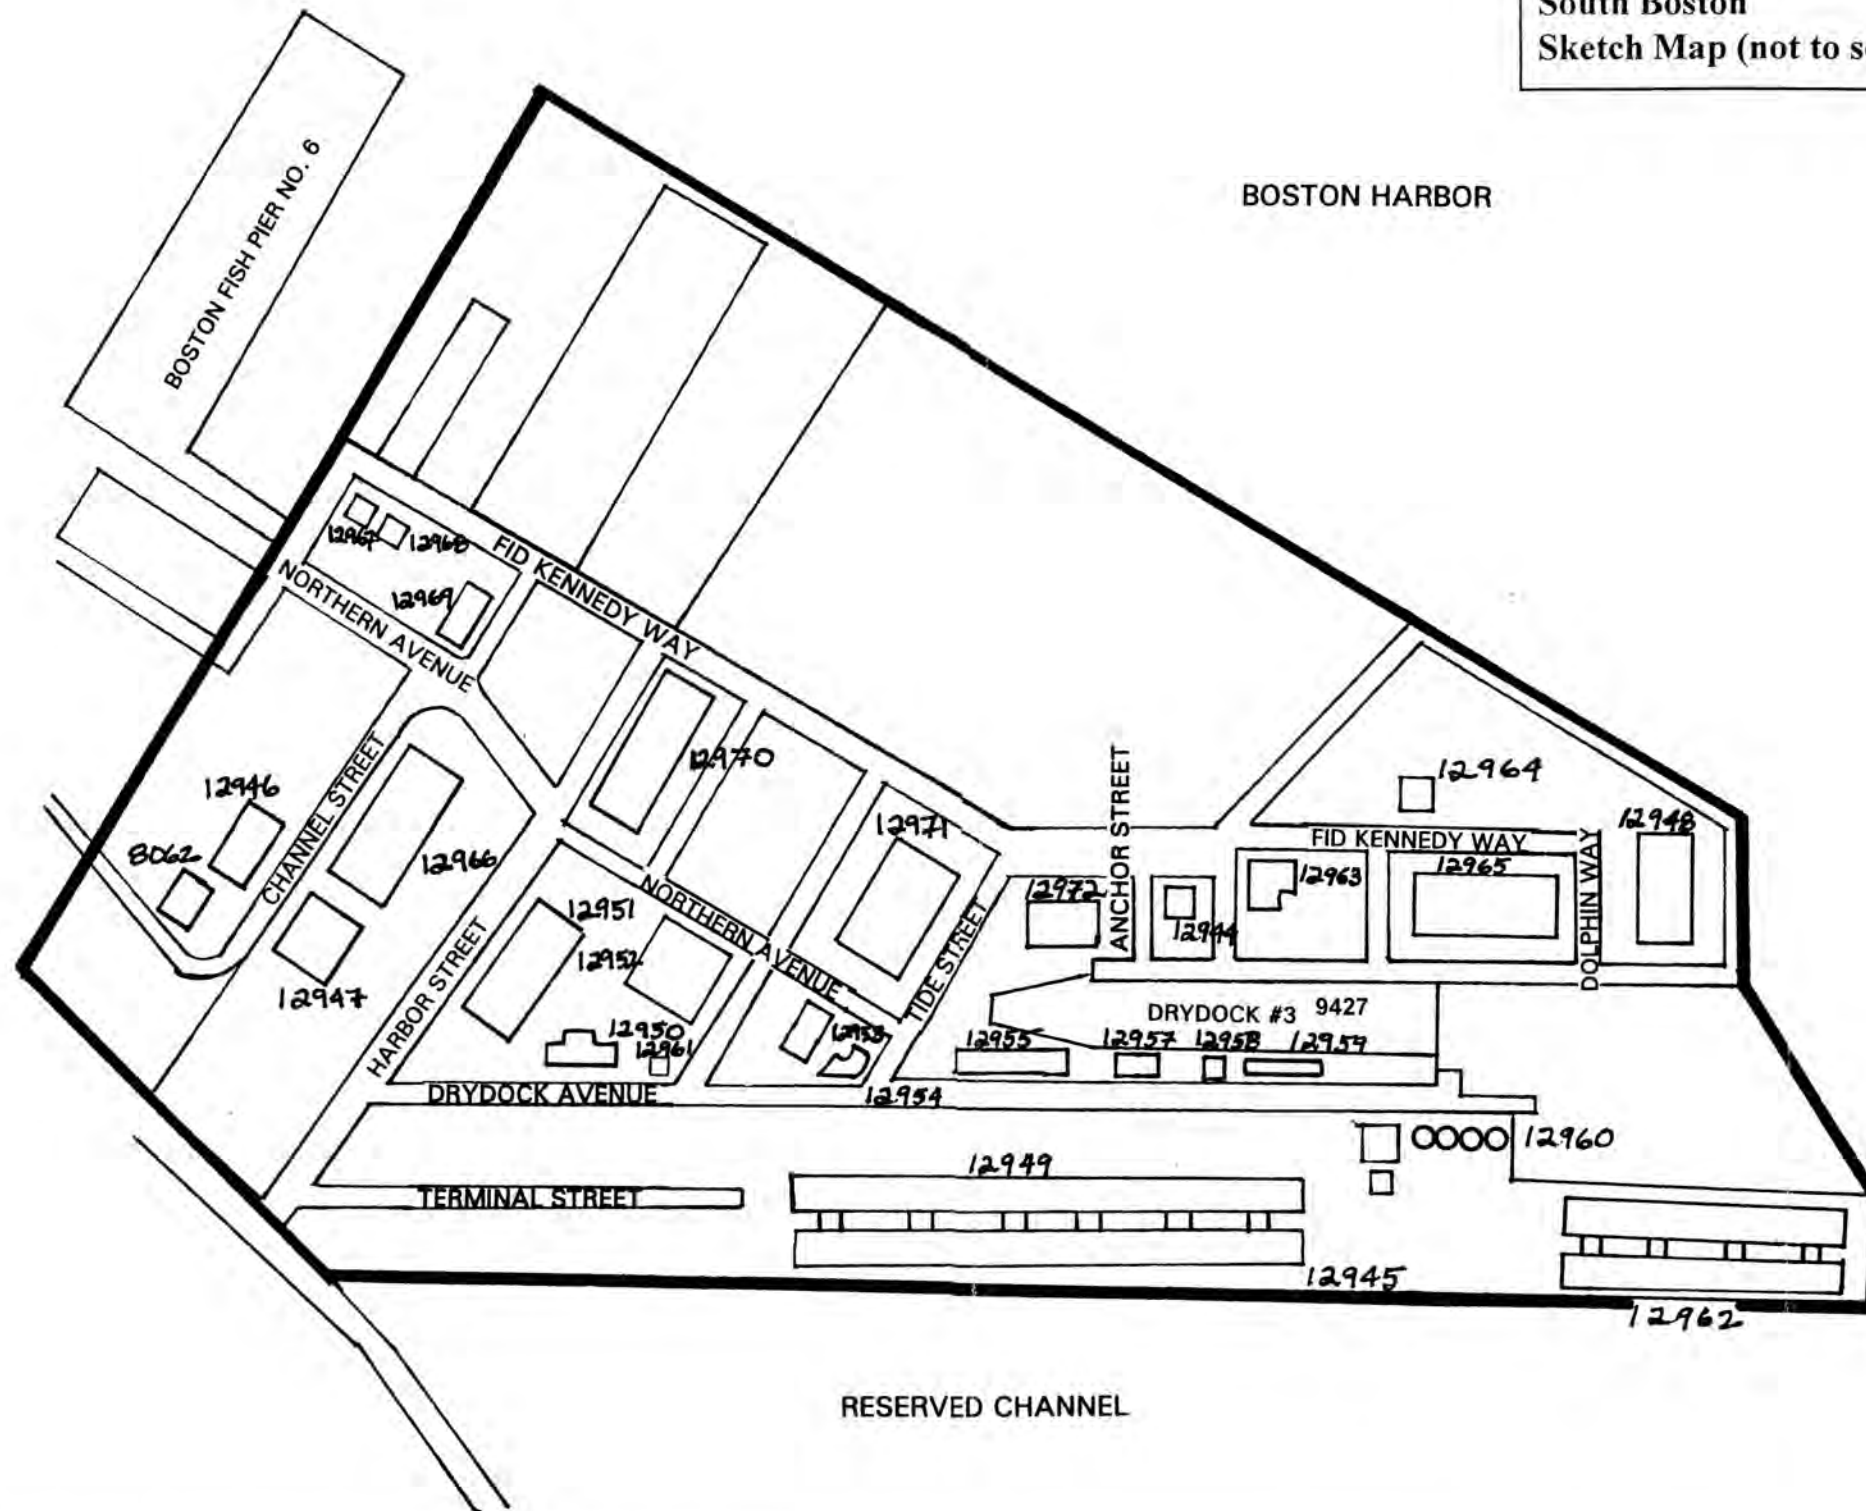 South Boston
Sketch Map (not to s
BOSTON HARBOR
BOSTON FISH PIER NO. 6
12967
12968
FID KENNEDY WAY
NORTHERN AVENUE
12969
12970
12946
8062
CHANNEL STREET
12966
12947
HARBOR STREET
12951
12952
NORTHERN AVENUE
12971
TIDE STREET
12972
ANCHOR STREET
12944
12964
FID KENNEDY WAY
12963
12965
DOLPHIN WAY
12948
DRYDOCK #3 9427
12950
12961
12953
12955
12957
12958
12959
DRYDOCK AVENUE
12954
12960
12949
TERMINAL STREET
12945
12962
RESERVED CHANNEL